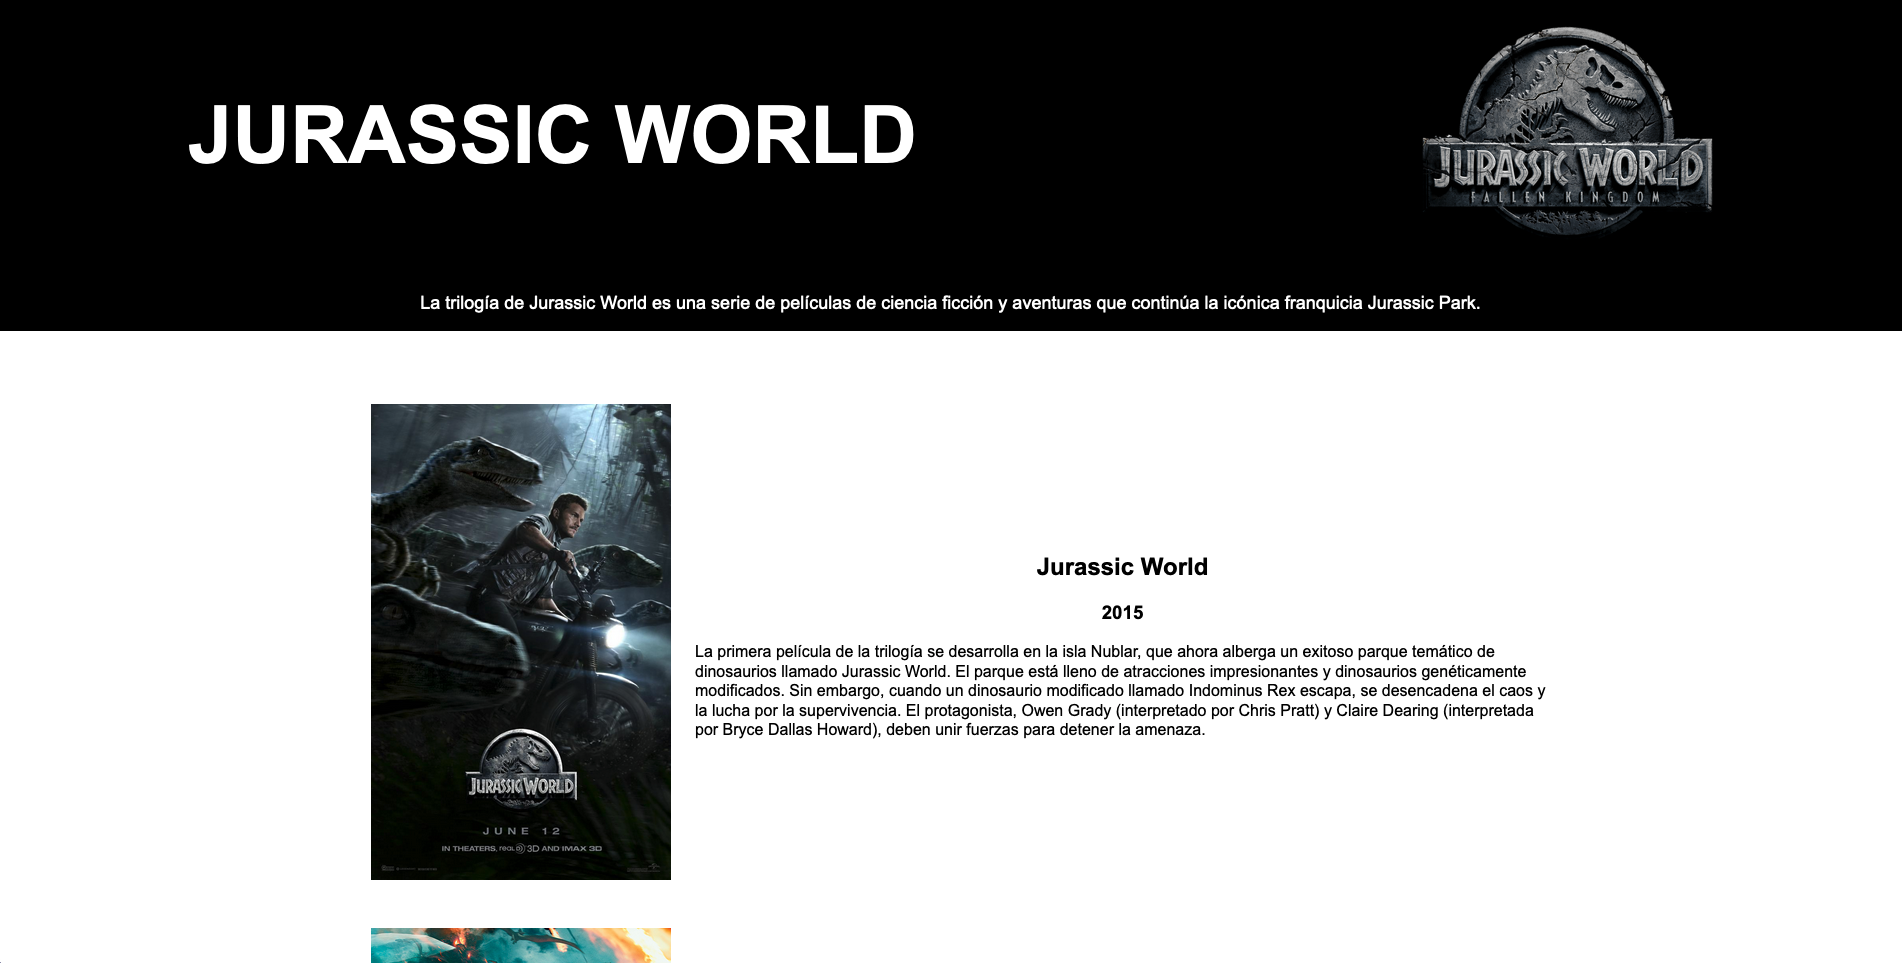 JURASSIC WORLD
JURASSIC WORLD
FALLEN KINGDOM
La trilogía de Jurassic World es una serie de películas de ciencia ficción y aventuras que continúa la icónica franquicia Jurassic Park.
Jurassic World
2015
La primera película de la trilogía se desarrolla en la isla Nublar, que ahora alberga un exitoso parque temático de
dinosaurios llamado Jurassic World. El parque está lleno de atracciones impresionantes y dinosaurios genéticamente
modificados. Sin embargo, cuando un dinosaurio modificado llamado Indominus Rex escapa, se desencadena el caos y
la lucha por la supervivencia. El protagonista, Owen Grady (interpretado por Chris Pratt) y Claire Dearing (interpretada
por Bryce Dallas Howard), deben unir fuerzas para detener la amenaza.
JURASSIC WORLD
JUNE 12
IN THEATERS, REAL D 3D AND IMAX 3D